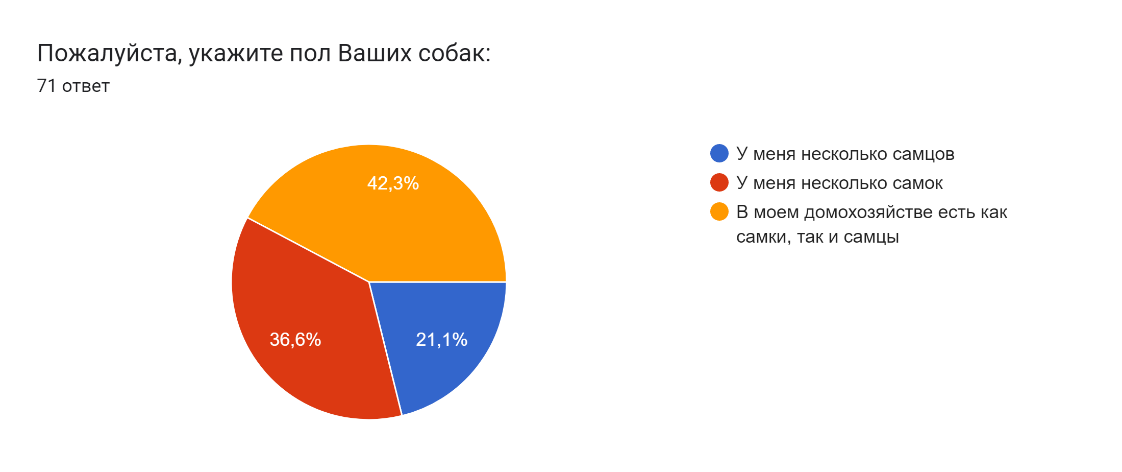 Пожалуйста, укажите пол Ваших собак:
71 ответ
42,3%
36,6%
21,1%
У меня несколько самцов
У меня несколько самок
В моем домохозяйстве есть как
самки, так и самцы